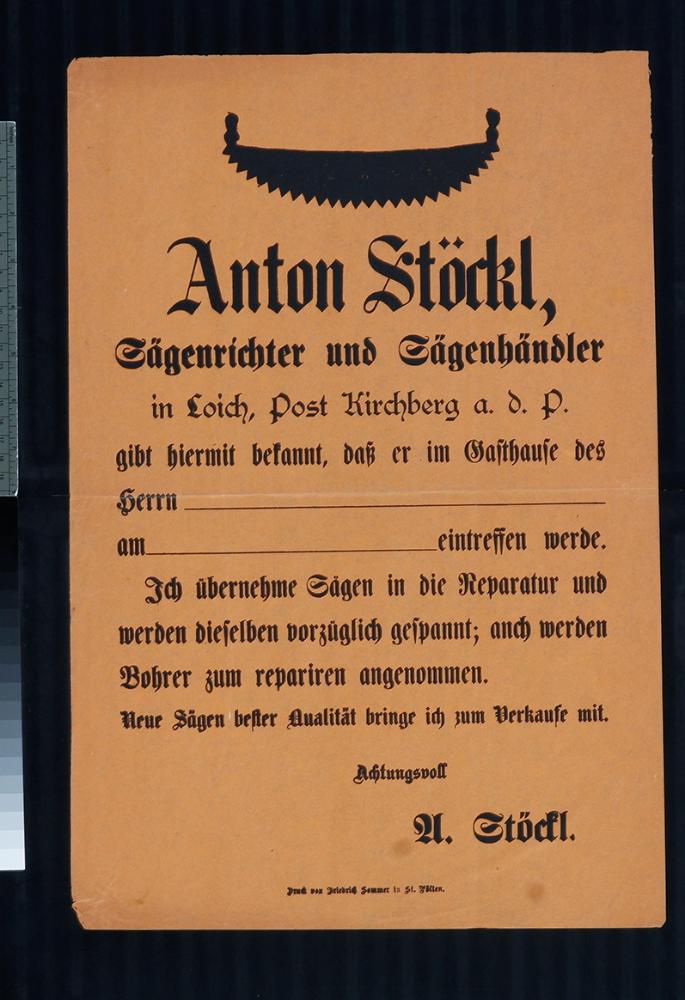 Anton Stöckl,
Sägenrichter und Sägenhändler
in Loich, Post Kirchberg a. d. P.
gibt hiermit bekannt, daß er im Gasthause des
Herrn
am eintreffen werde.
Ich übernehme Sägen in die Reparatur und
werden dieselben vorzüglich gespannt; auch werden
Bohrer zum repariren angenommen.
Neue Sägen bester Qualität bringe ich zum Verkaufe mit.
Achtungsvoll
A. Stöckl.
Druck von Friedrich Sommer in St. Pölten.